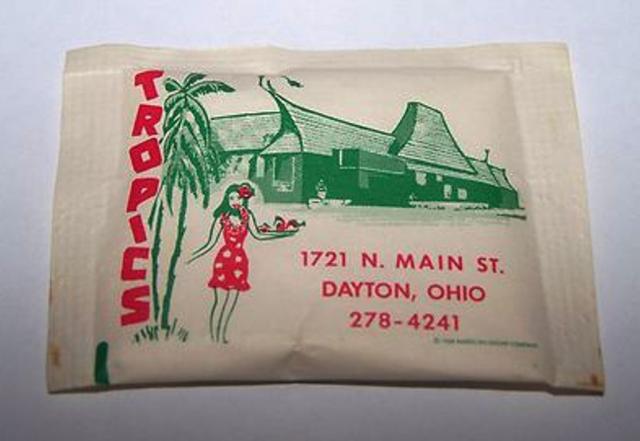 TROPICS
1721 N. MAIN ST.
DAYTON, OHIO
278-4241